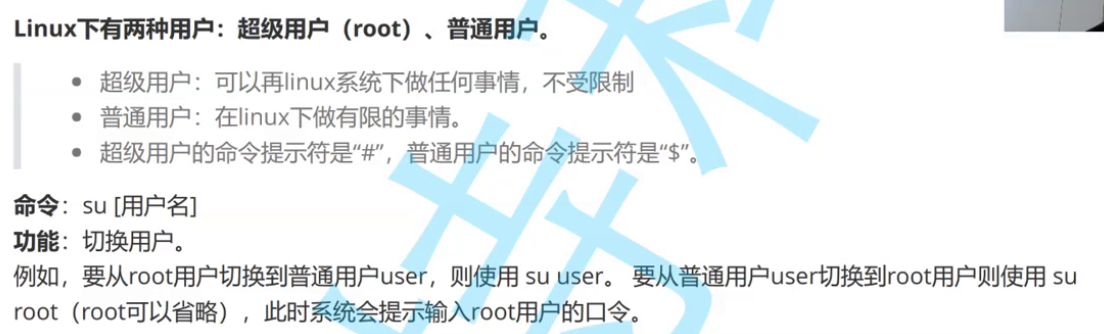 Linux下有两种用户：超级用户（root）、普通用户。
超级用户：可以再linux系统下做任何事情，不受限制
普通用户：在linux下做有限的事情。
超级用户的命令提示符是“#”，普通用户的命令提示符是“$”。
命令：su [用户名]
功能：切换用户。
例如，要从root用户切换到普通用户user，则使用 su user。 要从普通用户user切换到root用户则使用 su
root（root可以省略），此时系统会提示输入root用户的口令。